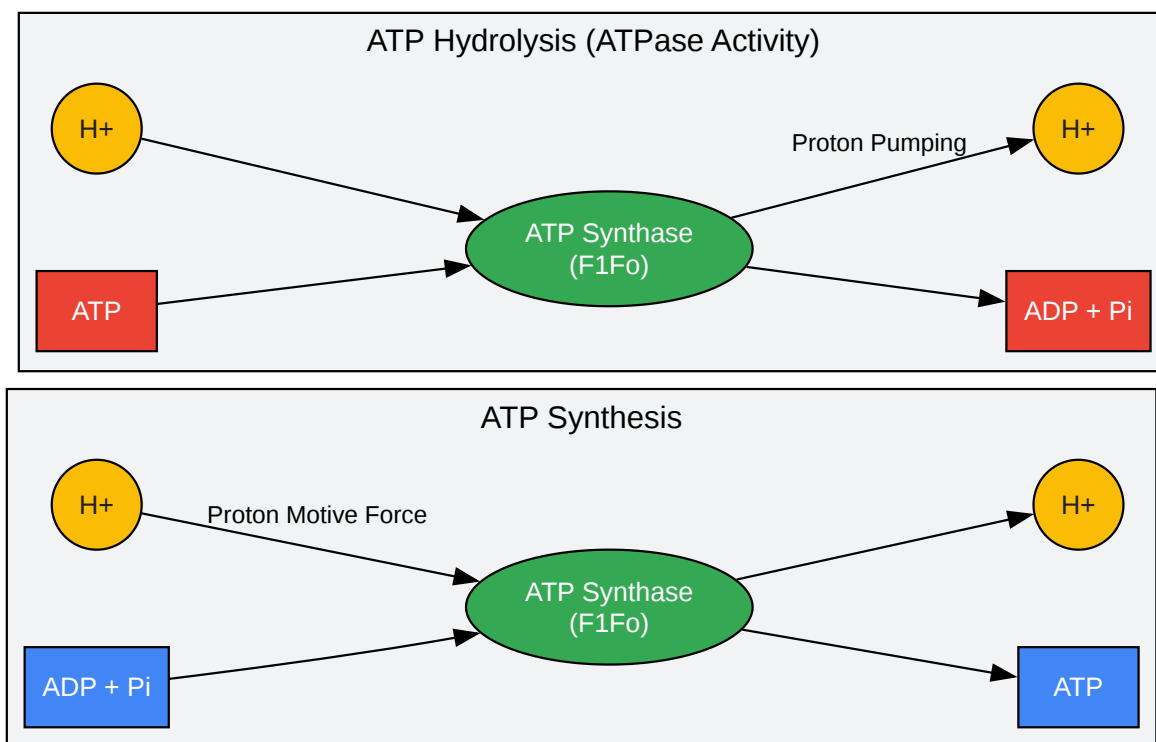 ATP Hydrolysis (ATPase Activity)
H+
Proton Pumping
H+
ATP Synthase
(F1Fo)
ATP
ADP + Pi
ATP Synthesis
H+
Proton Motive Force
H+
ATP Synthase
(F1Fo)
ADP + Pi
ATP